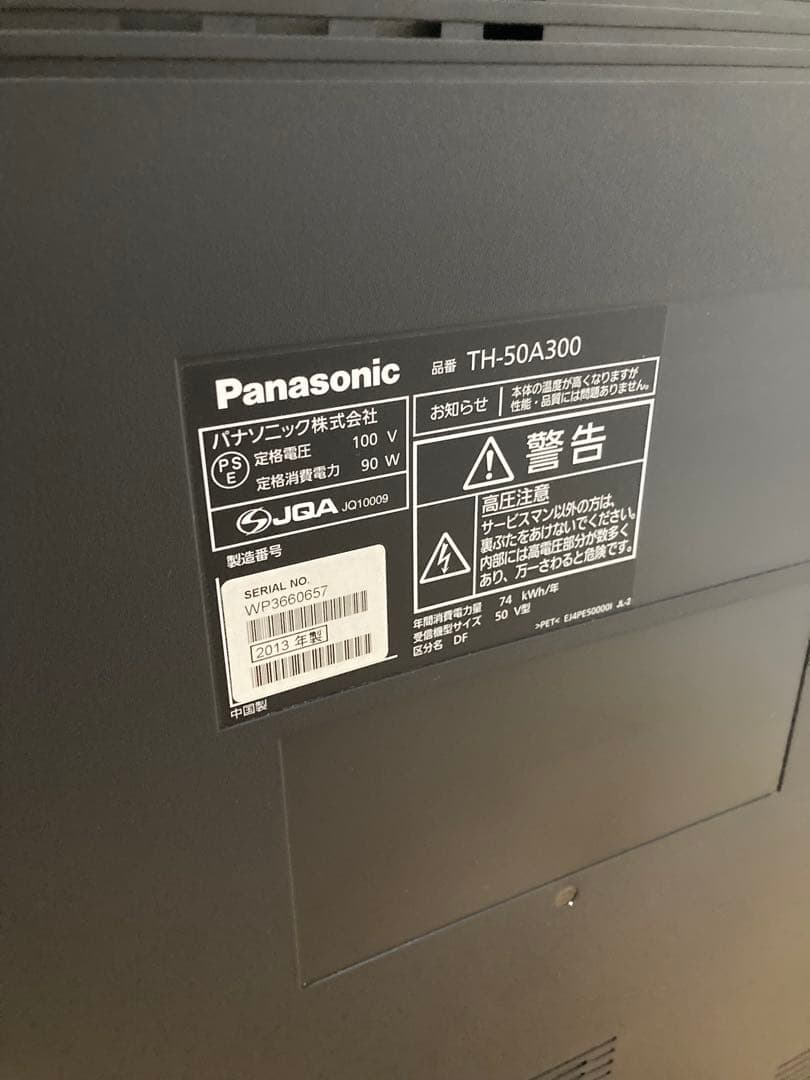 Panasonic
品番 TH-50A300
パナソニック株式会社
PSE
定格電圧 100 V
定格消費電力 90 W
JQA JQ10009
製造番号
SERIAL NO.
WP3660657
2013 年製
中国製
お知らせ
本体の温度が高くなりますが
性能・品質には問題ありません。
警告
高圧注意
サービスマン以外の方は、
裏ぶたをあけないでください。
内部には高電圧部分が数多く
あり、万一さわると危険です。
年間消費電力量 74 kWh/年
受信機型サイズ 50 V型
区分名 DF
>PET< EJ4PE50000I JL-2